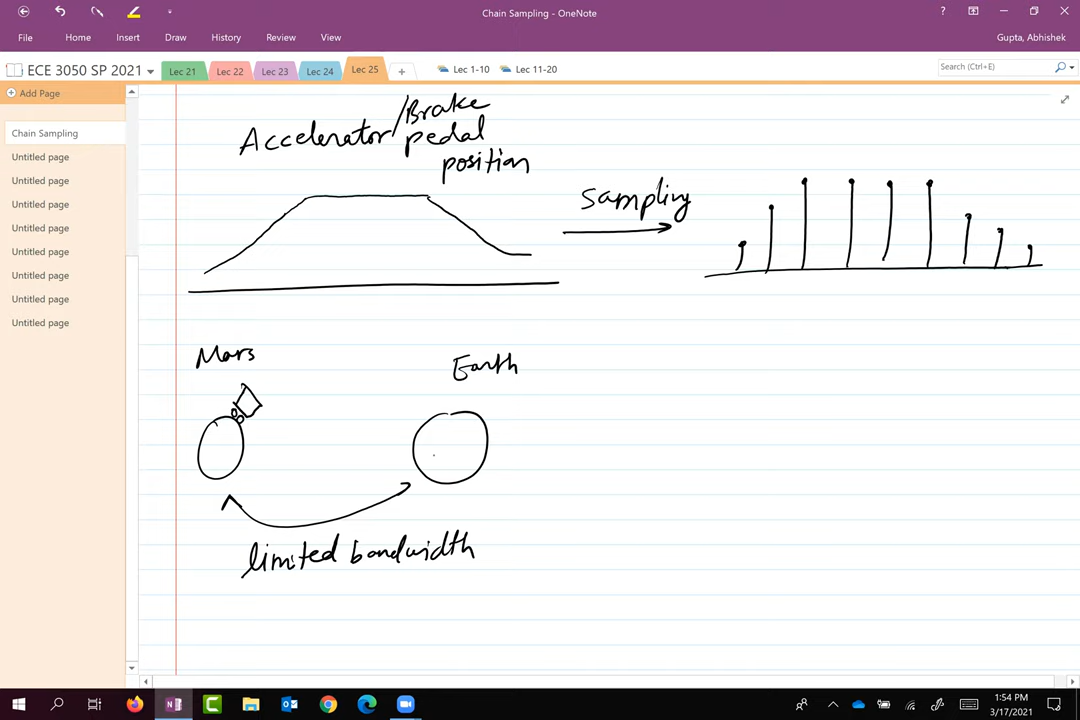 Chain Sampling - OneNote
?
File
Home
Insert
Draw
History
Review
View
Gupta, Abhishek
ECE 3050 SP 2021
Lec 21
Lec 22
Lec 23
Lec 24
Lec 25
+
Lec 1-10
Lec 11-20
Search (Ctrl+E)
Add Page
Chain Sampling
Untitled page
Untitled page
Untitled page
Untitled page
Untitled page
Untitled page
Untitled page
Untitled page
Accelerator/Brake
pedal
position
Sampling
Mars
Earth
limited bandwidth
1:54 PM
3/17/2021